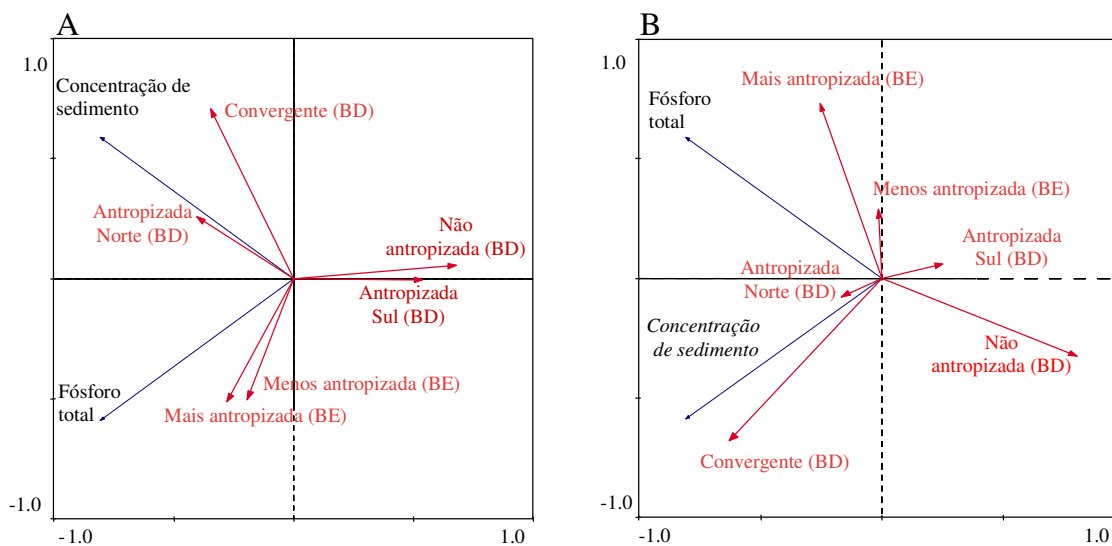 A
1.0
Concentração de
sedimento
Convergente (BD)
Antropizada
Norte (BD)
Não
antropizada (BD)
Antropizada
Sul (BD)
Menos antropizada (BE)
Fósforo
total
Mais antropizada (BE)
-1.0
-1.0
1.0
B
1.0
Mais antropizada (BE)
Fósforo
total
Menos antropizada (BE)
Antropizada
Sul (BD)
Antropizada
Norte (BD)
Concentração
de sedimento
Não
antropizada (BD)
Convergente (BD)
-1.0
-1.0
1.0